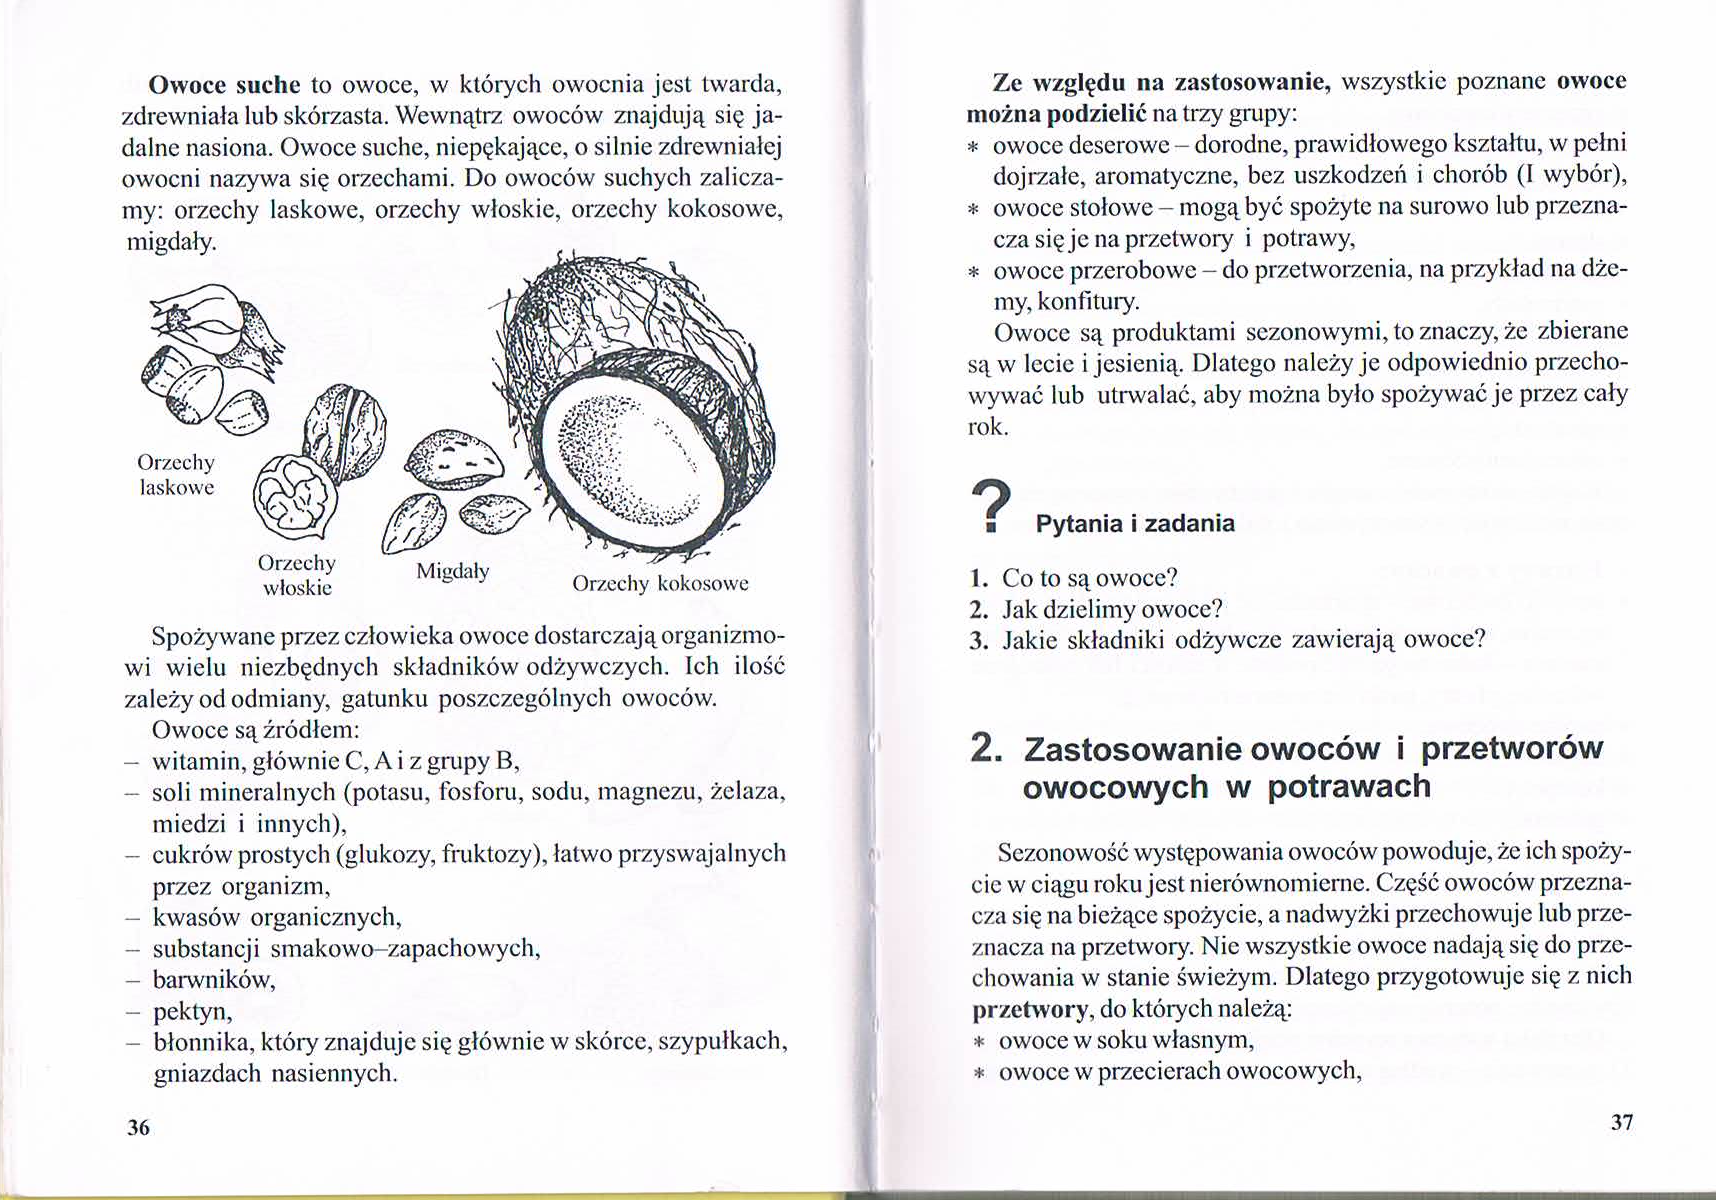 Owoce suche to owoce, w których owocnia jest twarda,
zdrewniała lub skórzasta. Wewnątrz owoców znajdują się ja-
dalne nasiona. Owoce suche, niepękające, o silnie zdrewniałej
owocni nazywa się orzechami. Do owoców suchych zalicza-
my: orzechy laskowe, orzechy włoskie, orzechy kokosowe,
migdały.
Orzechy
laskowe
Orzechy
włoskie
Migdały
Orzechy kokosowe
Spożywane przez człowieka owoce dostarczają organizmo-
wi wielu niezbędnych składników odżywczych. Ich ilość
zależy od odmiany, gatunku poszczególnych owoców.
Owoce są źródłem:
– witamin, głównie C, A i z grupy B,
– soli mineralnych (potasu, fosforu, sodu, magnezu, żelaza,
miedzi i innych),
– cukrów prostych (glukozy, fruktozy), łatwo przyswajalnych
przez organizm,
– kwasów organicznych,
– substancji smakowo–zapachowych,
– barwników,
– pektyn,
– błonnika, który znajduje się głównie w skórce, szypułkach,
gniazdach nasiennych.
36
Ze względu na zastosowanie, wszystkie poznane owoce
można podzielić na trzy grupy:
* owoce deserowe – dorodne, prawidłowego kształtu, w pełni
dojrzałe, aromatyczne, bez uszkodzeń i chorób (I wybór),
* owoce stołowe – mogą być spożyte na surowo lub przezna-
cza się je na przetwory i potrawy,
* owoce przerobowe – do przetworzenia, na przykład na dże-
my, konfitury.
Owoce są produktami sezonowymi, to znaczy, że zbierane
są w lecie i jesienią. Dlatego należy je odpowiednio przecho-
wywać lub utrwalać, aby można było spożywać je przez cały
rok.
? Pytania i zadania
1. Co to są owoce?
2. Jak dzielimy owoce?
3. Jakie składniki odżywcze zawierają owoce?
2. Zastosowanie owoców i przetworów
owocowych w potrawach
Sezonowość występowania owoców powoduje, że ich spoży-
cie w ciągu roku jest nierównomierne. Część owoców przezna-
cza się na bieżące spożycie, a nadwyżki przechowuje lub prze-
znacza na przetwory. Nie wszystkie owoce nadają się do prze-
chowania w stanie świeżym. Dlatego przygotowuje się z nich
przetwory, do których należą:
* owoce w soku własnym,
* owoce w przecierach owocowych,
37